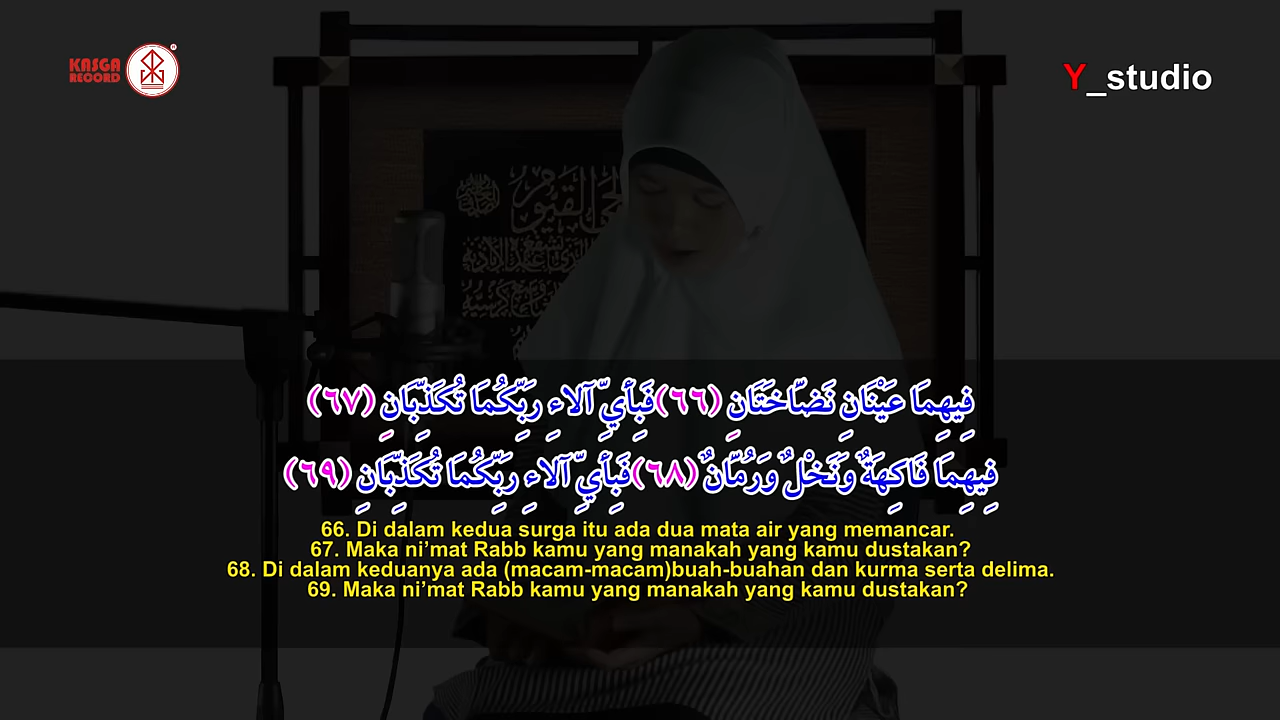 KASGA
RECORD
Y_studio
الحي القيوم
فِيهِمَا عَيْنَانِ نَضَّاخَتَانِ (٦٦) فَبِأَيِّ آلَاءِ رَبِّكُمَا تُكَذِّبَانِ (٦٧)
فِيهِمَا فَاكِهَةٌ وَنَخْلٌ وَرُمَّانٌ (٦٨) فَبِأَيِّ آلَاءِ رَبِّكُمَا تُكَذِّبَانِ (٦٩)
66. Di dalam kedua surga itu ada dua mata air yang memancar.
67. Maka ni’mat Rabb kamu yang manakah yang kamu dustakan?
68. Di dalam keduanya ada (macam-macam)buah-buahan dan kurma serta delima.
69. Maka ni’mat Rabb kamu yang manakah yang kamu dustakan?